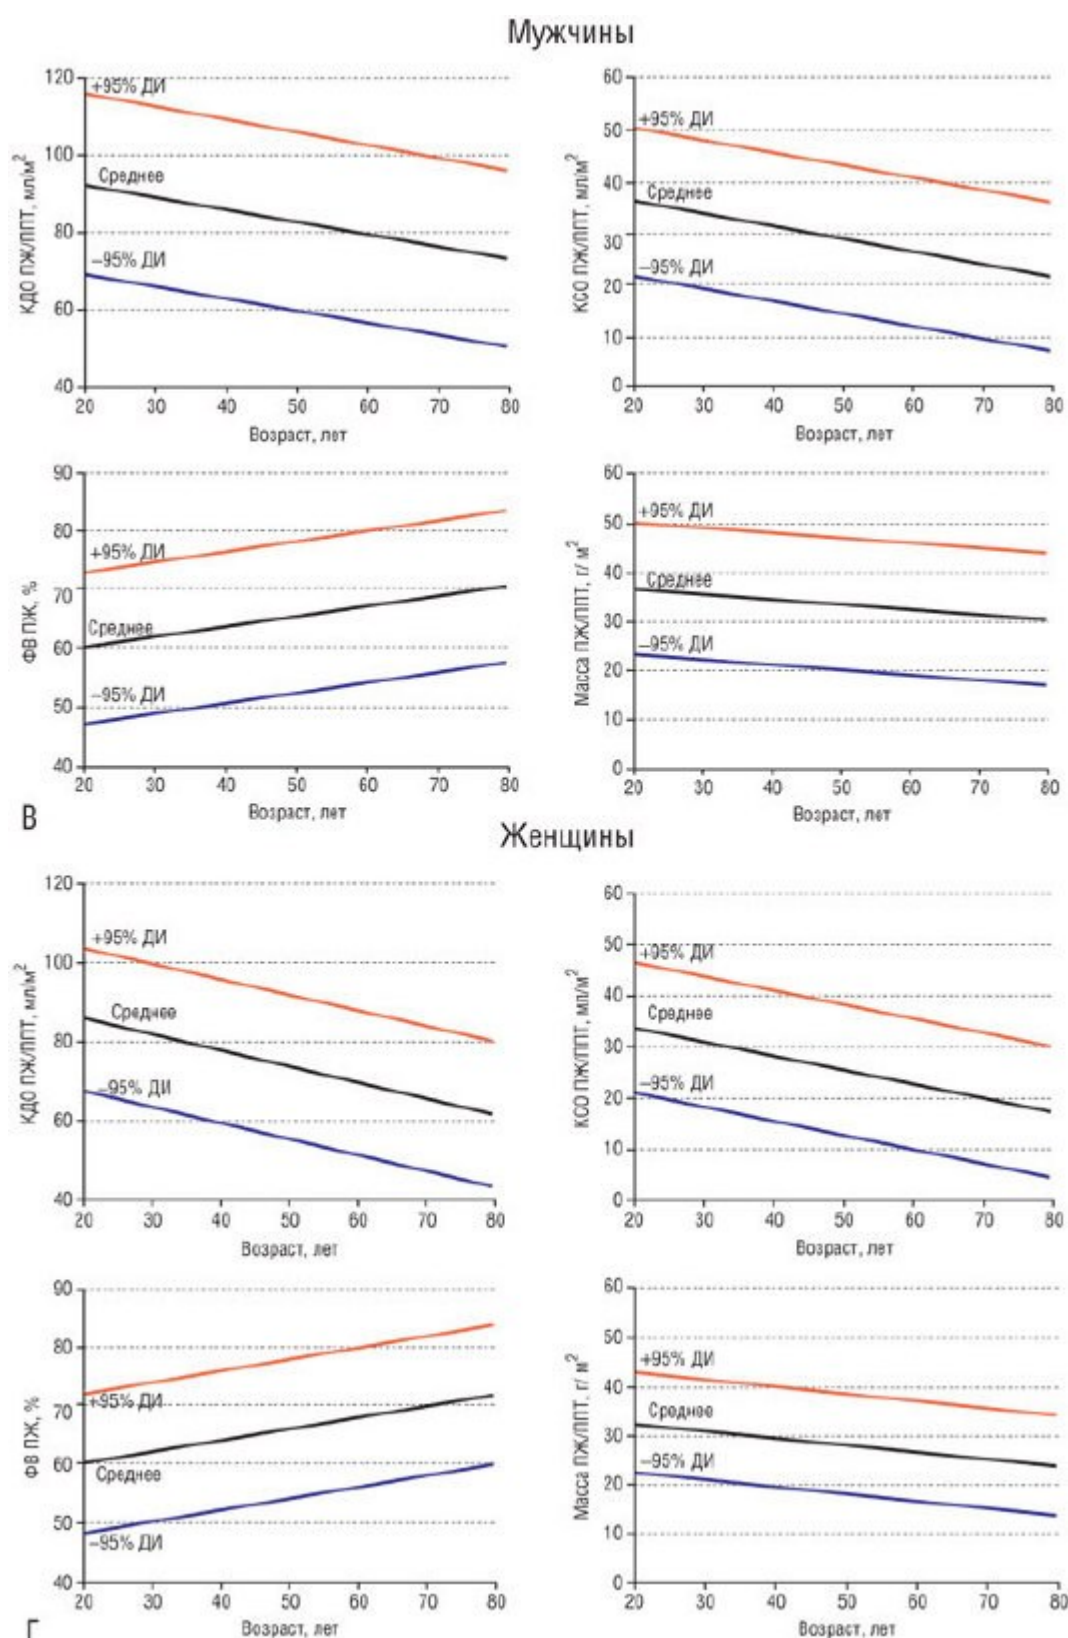 Мужчины
120
100
80
60
40
КДО ПЖ/ППТ, мл/м²
+95% ДИ
Среднее
–95% ДИ
20 30 40 50 60 70 80
Возраст, лет
60
50
40
30
20
10
0
КСО ПЖ/ППТ, мл/м²
+95% ДИ
Среднее
–95% ДИ
20 30 40 50 60 70 80
Возраст, лет
90
80
70
60
50
40
ФВ ПЖ, %
+95% ДИ
Среднее
–95% ДИ
20 30 40 50 60 70 80
Возраст, лет
60
50
40
30
20
10
0
Масса ПЖ/ППТ, г/ м²
+95% ДИ
Среднее
–95% ДИ
20 30 40 50 60 70 80
Возраст, лет
В
Женщины
120
100
80
60
40
КДО ПЖ/ППТ, мл/м²
+95% ДИ
Среднее
–95% ДИ
20 30 40 50 60 70 80
Возраст, лет
60
50
40
30
20
10
0
КСО ПЖ/ППТ, мл/м²
+95% ДИ
Среднее
–95% ДИ
20 30 40 50 60 70 80
Возраст, лет
90
80
70
60
50
40
ФВ ПЖ, %
+95% ДИ
Среднее
–95% ДИ
20 30 40 50 60 70 80
Возраст, лет
60
50
40
30
20
10
0
Масса ПЖ/ППТ, г/ м²
+95% ДИ
Среднее
–95% ДИ
20 30 40 50 60 70 80
Возраст, лет
Г